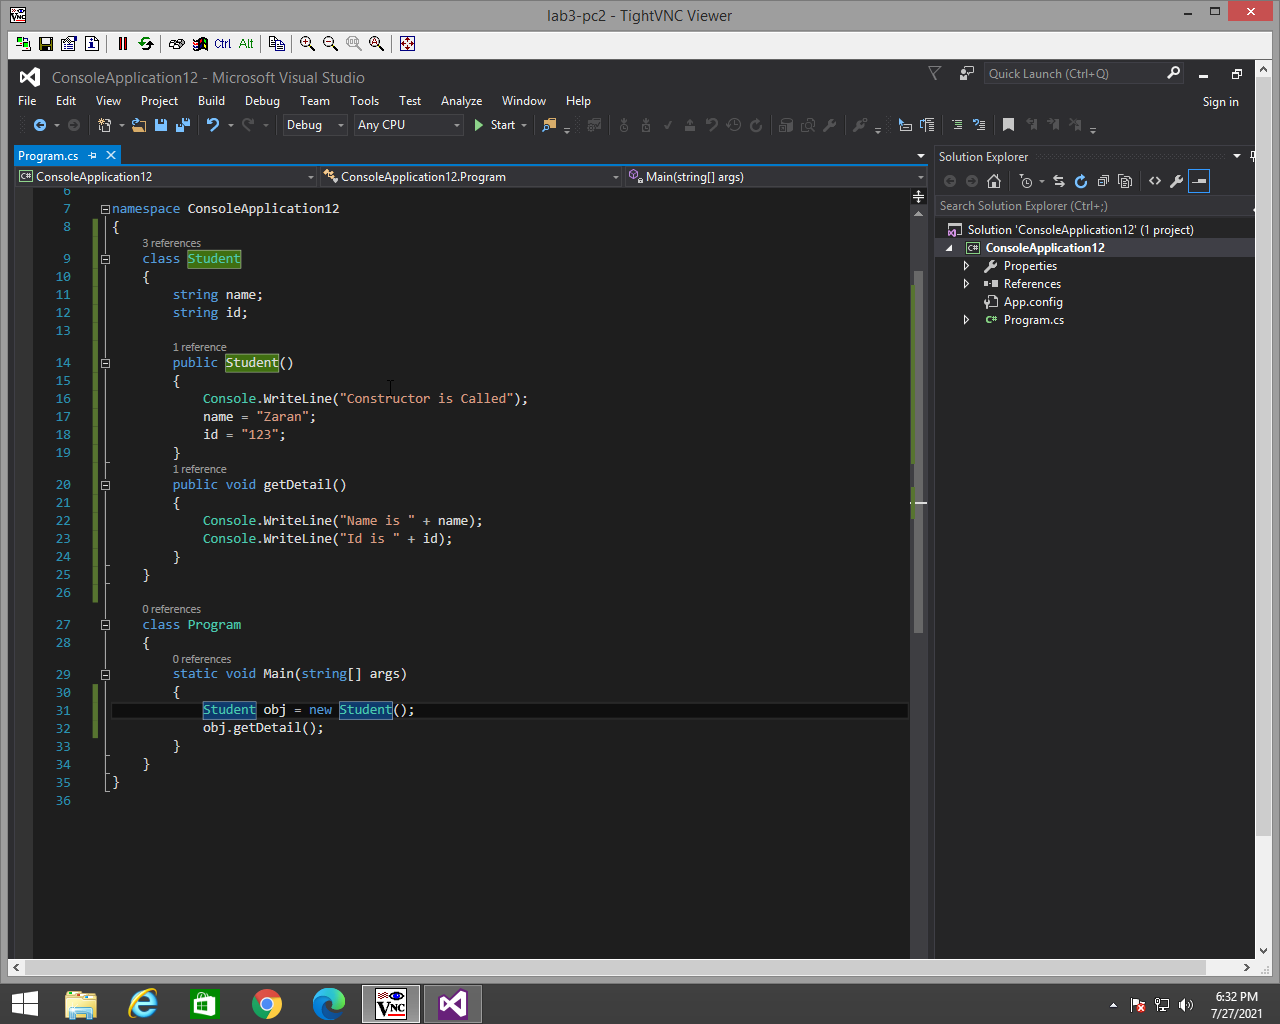 lab3-pc2 - TightVNC Viewer
Ctrl Alt
ConsoleApplication12 - Microsoft Visual Studio
Quick Launch (Ctrl+Q)
File Edit View Project Build Debug Team Tools Test Analyze Window Help
Sign in
Debug Any CPU Start
Program.cs
ConsoleApplication12 ConsoleApplication12.Program Main(string[] args)
6
7 namespace ConsoleApplication12
8 {
3 references
9 class Student
10 {
11 string name;
12 string id;
13
1 reference
14 public Student()
15 {
16 Console.WriteLine("Constructor is Called");
17 name = "Zaran";
18 id = "123";
19 }
1 reference
20 public void getDetail()
21 {
22 Console.WriteLine("Name is " + name);
23 Console.WriteLine("Id is " + id);
24 }
25 }
26
0 references
27 class Program
28 {
0 references
29 static void Main(string[] args)
30 {
31 Student obj = new Student();
32 obj.getDetail();
33 }
34 }
35 }
36
Solution Explorer
Search Solution Explorer (Ctrl+;)
Solution 'ConsoleApplication12' (1 project)
ConsoleApplication12
Properties
References
App.config
Program.cs
6:32 PM
7/27/2021